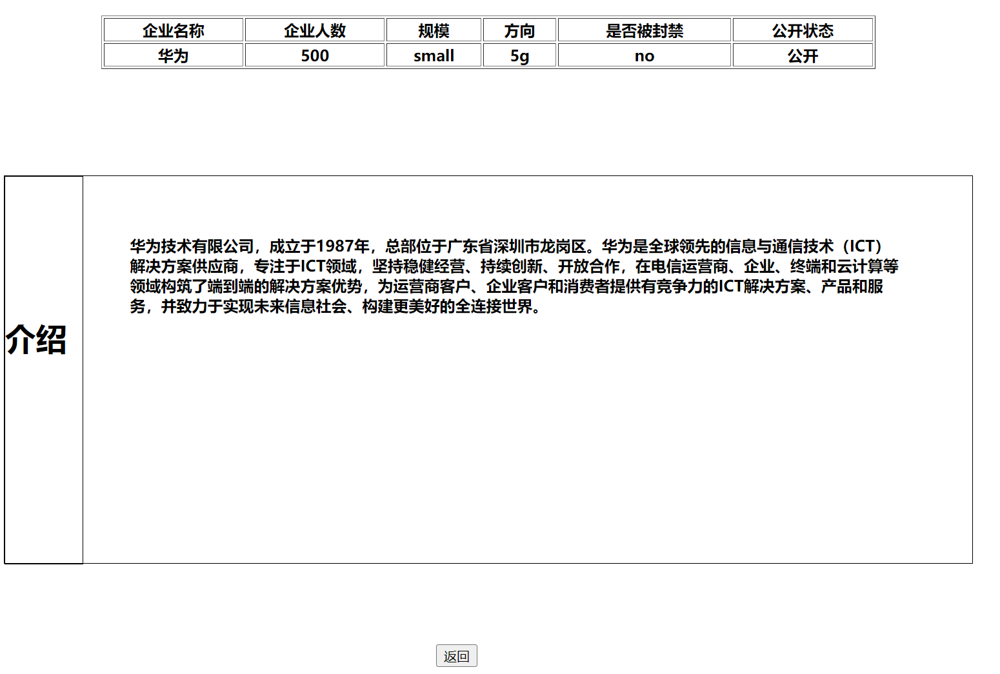 企业名称 企业人数 规模 方向 是否被封禁 公开状态
华为 500 small 5g no 公开
华为技术有限公司，成立于1987年，总部位于广东省深圳市龙岗区。华为是全球领先的信息与通信技术（ICT）
解决方案供应商，专注于ICT领域，坚持稳健经营、持续创新、开放合作，在电信运营商、企业、终端和云计算等
领域构筑了端到端的解决方案优势，为运营商客户、企业客户和消费者提供有竞争力的ICT解决方案、产品和服
务，并致力于实现未来信息社会、构建更美好的全连接世界。
介绍
返回